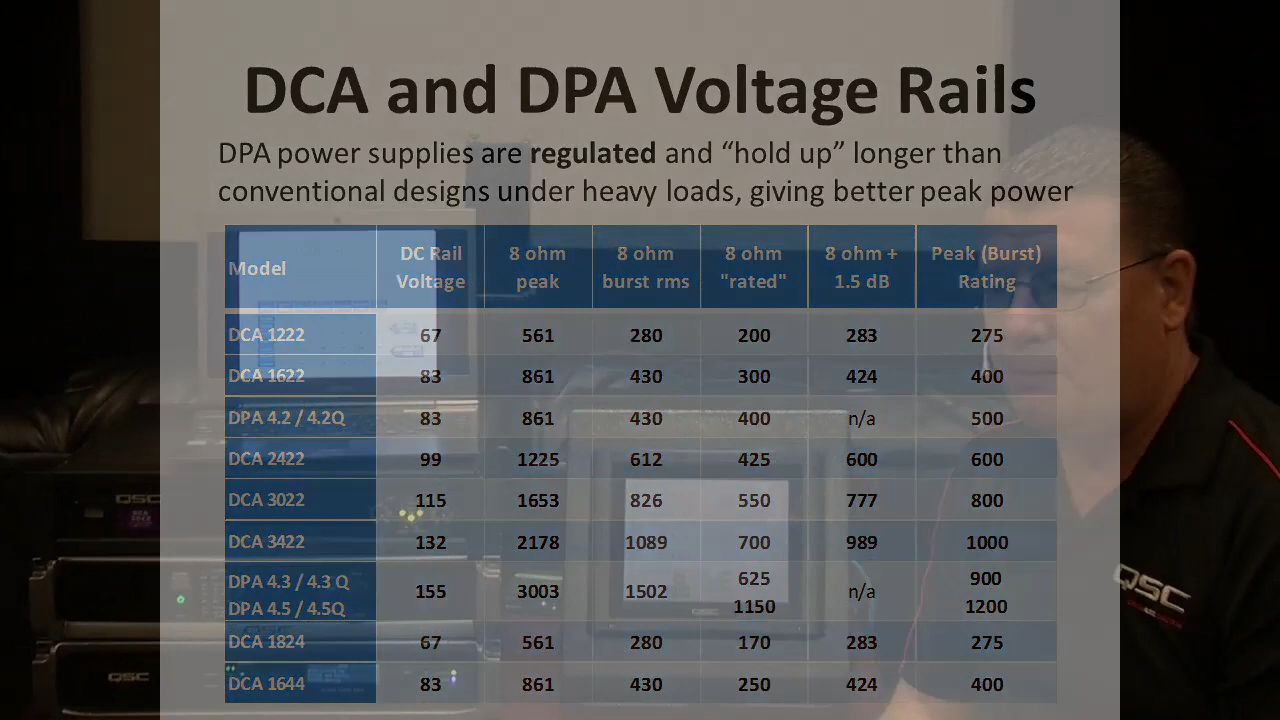 DCA and DPA Voltage Rails
DPA power supplies are regulated and “hold up” longer than
conventional designs under heavy loads, giving better peak power
Model DC Rail Voltage 8 ohm peak 8 ohm burst rms 8 ohm "rated" 8 ohm + 1.5 dB Peak (Burst) Rating
DCA 1222 67 561 280 200 283 275
DCA 1622 83 861 430 300 424 400
DPA 4.2 / 4.2Q 83 861 430 400 n/a 500
DCA 2422 99 1225 612 425 600 600
DCA 3022 115 1653 826 550 777 800
DCA 3422 132 2178 1089 700 989 1000
DPA 4.3 / 4.3 Q 155 3003 1502 625 n/a 900
DPA 4.5 / 4.5Q 1150 1200
DCA 1824 67 561 280 170 283 275
DCA 1644 83 861 430 250 424 400
QSC
QSC
QSC
QSC
QSC